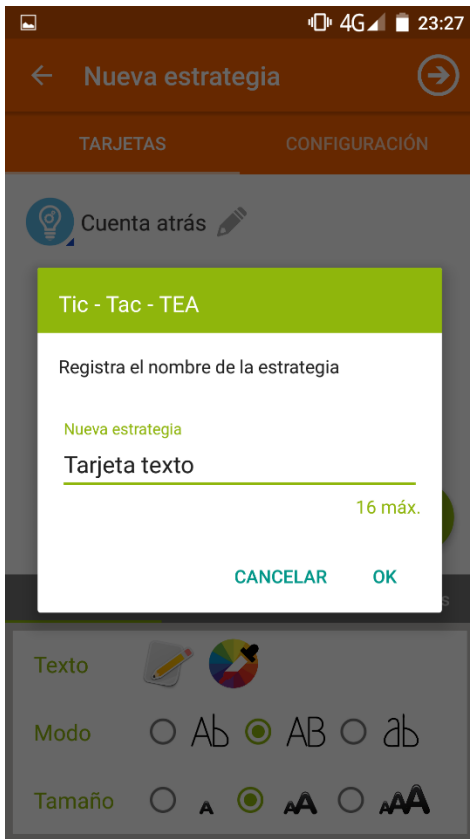 4G 23:27
Nueva estrategia
TARJETAS CONFIGURACIÓN
Cuenta atrás
Tic - Tac - TEA
Registra el nombre de la estrategia
Nueva estrategia
Tarjeta texto
16 máx.
CANCELAR OK
Texto
Modo Ab AB ab
Tamaño A AA AAA